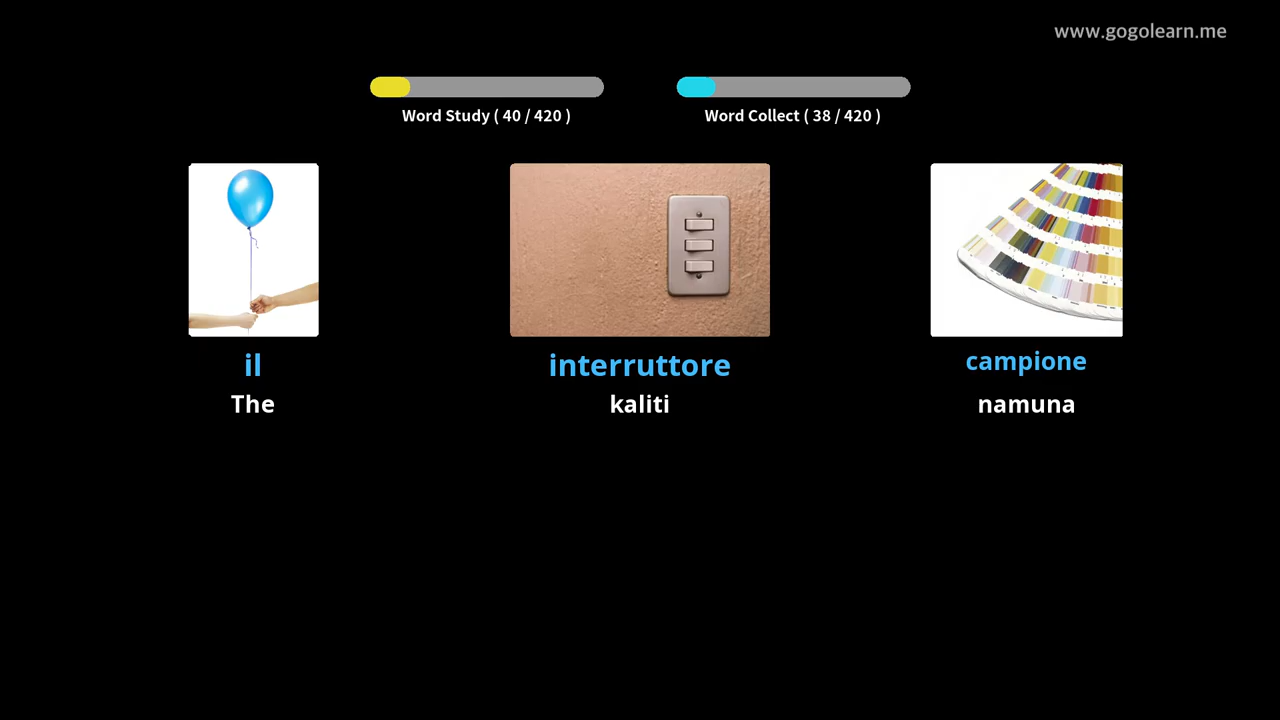 www.gogolearn.me
Word Study ( 40 / 420 )
Word Collect ( 38 / 420 )
il
The
interruttore
kaliti
campione
namuna